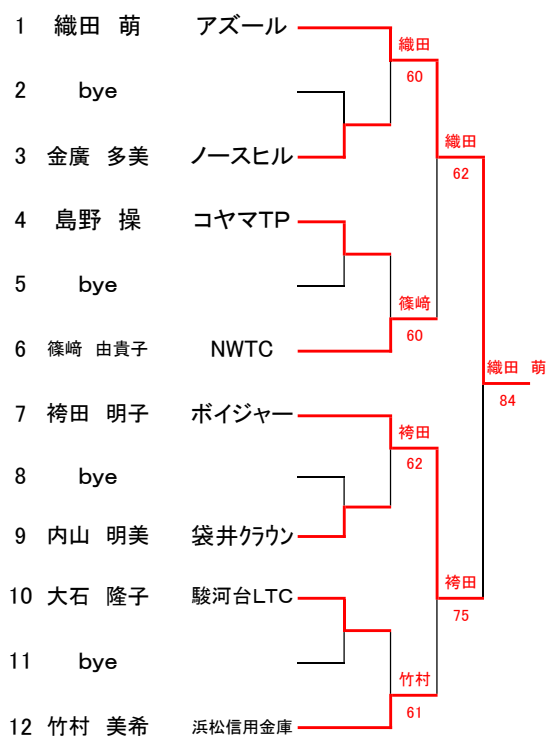 1 織田 萌 アズール
織田
60
2 bye
織田
62
3 金廣 多美 ノースヒル
4 島野 操 コヤマTP
5 bye
篠﨑
60
6 篠﨑 由貴子 NWTC
織田 萌
84
7 袴田 明子 ボイジャー
袴田
62
8 bye
9 内山 明美 袋井クラウン
袴田
75
10 大石 隆子 駿河台LTC
11 bye
竹村
61
12 竹村 美希 浜松信用金庫